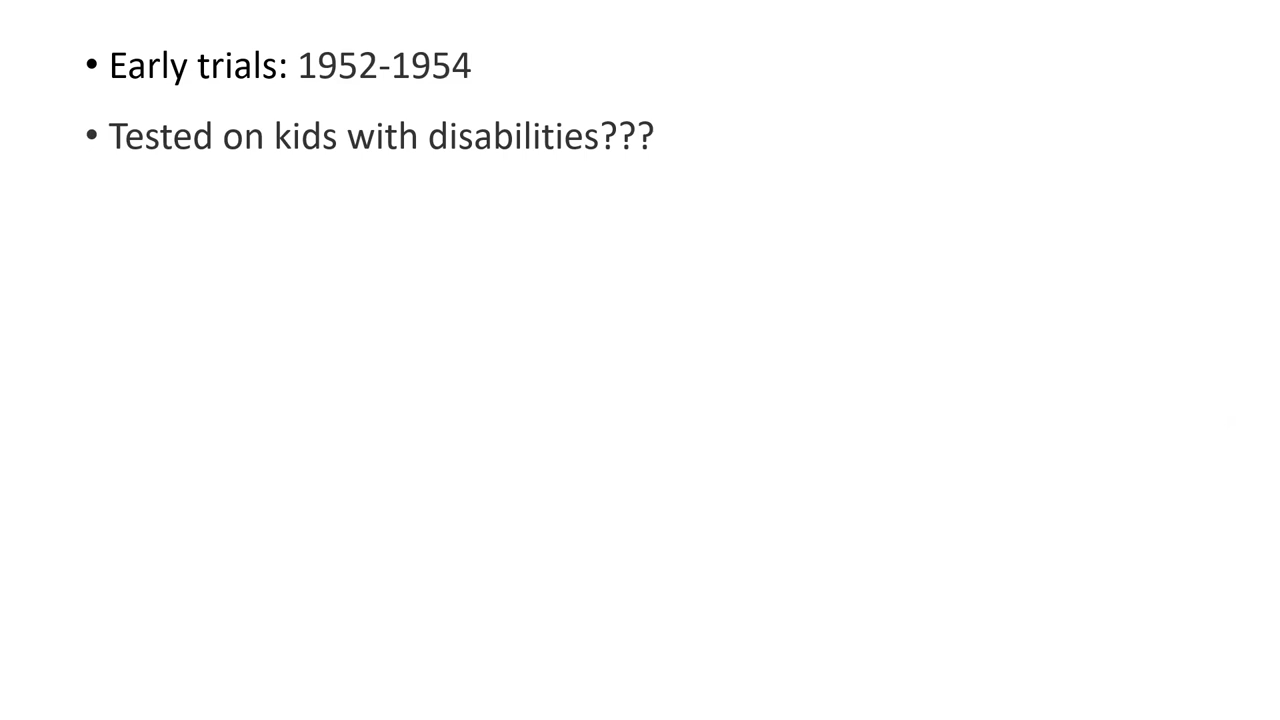 • Early trials: 1952-1954
• Tested on kids with disabilities???